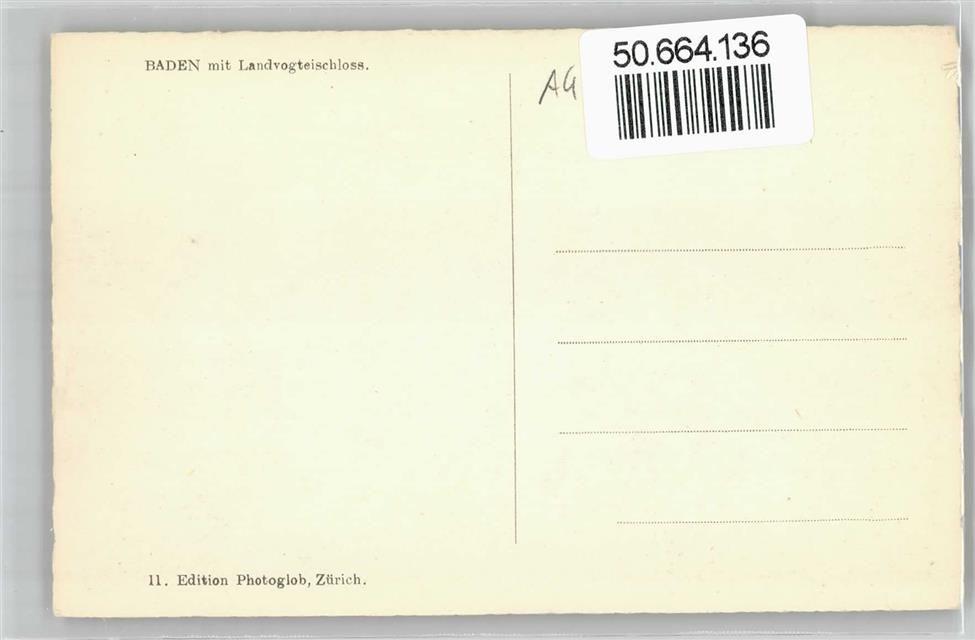 BADEN mit Landvogteischloss.
AG
50.664.136
11. Edition Photoglob, Zürich.